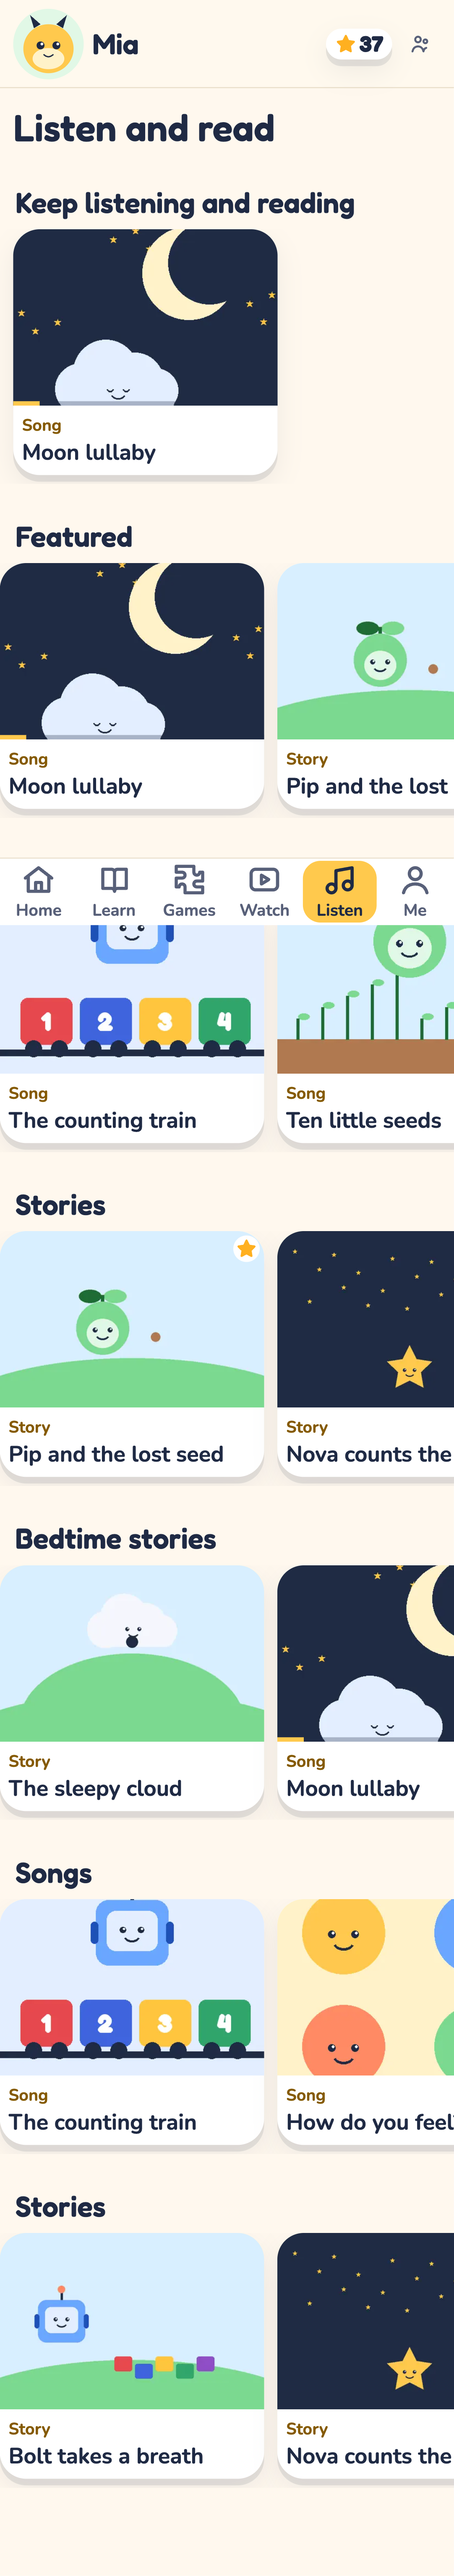 Mia
37
Listen and read
Keep listening and reading
Song
Moon lullaby
Featured
Song
Moon lullaby
Story
Pip and the lost
Home
Learn
Games
Watch
Listen
Me
1 2 3 4
Song
The counting train
Song
Ten little seeds
Stories
Story
Pip and the lost seed
Story
Nova counts the
Bedtime stories
Story
The sleepy cloud
Song
Moon lullaby
Songs
1 2 3 4
Song
The counting train
Song
How do you feel?
Stories
Story
Bolt takes a breath
Story
Nova counts the